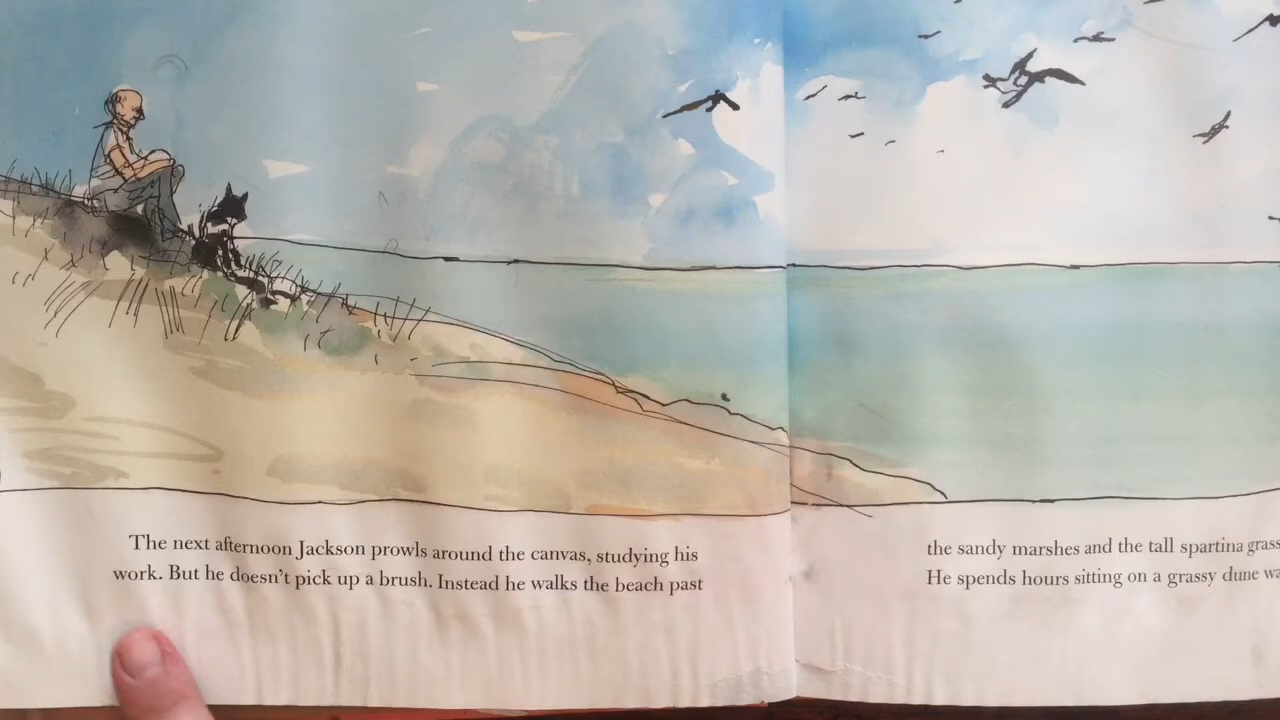 The next afternoon Jackson prowls around the canvas, studying his
work. But he doesn't pick up a brush. Instead he walks the beach past
the sandy marshes and the tall spartina grass
He spends hours sitting on a grassy dune